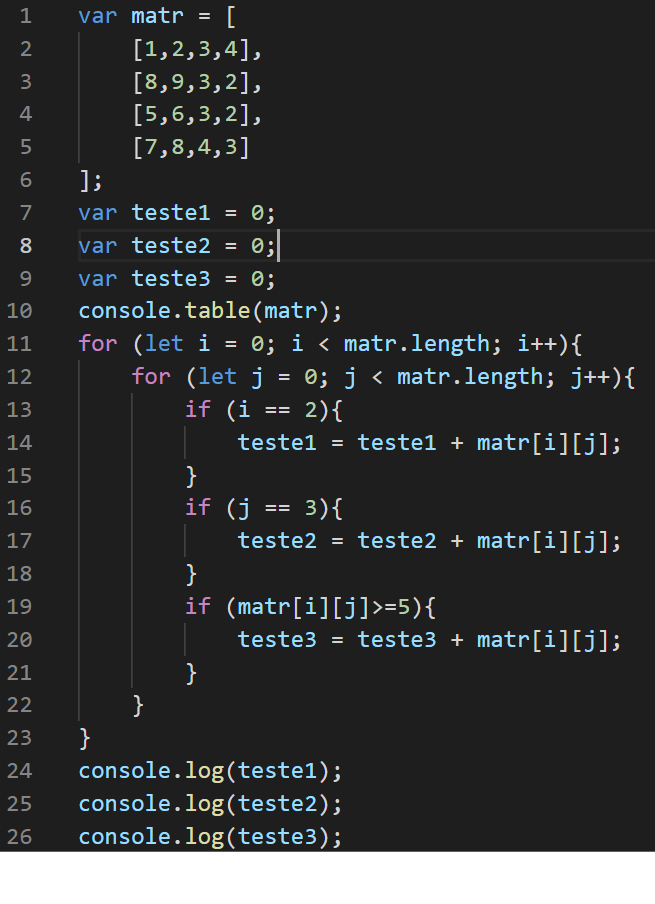 1 var matr = [
2     [1,2,3,4],
3     [8,9,3,2],
4     [5,6,3,2],
5     [7,8,4,3]
6 ];
7 var teste1 = 0;
8 var teste2 = 0;
9 var teste3 = 0;
10 console.table(matr);
11 for (let i = 0; i < matr.length; i++){
12     for (let j = 0; j < matr.length; j++){
13         if (i == 2){
14             teste1 = teste1 + matr[i][j];
15         }
16         if (j == 3){
17             teste2 = teste2 + matr[i][j];
18         }
19         if (matr[i][j]>=5){
20             teste3 = teste3 + matr[i][j];
21         }
22     }
23 }
24 console.log(teste1);
25 console.log(teste2);
26 console.log(teste3);